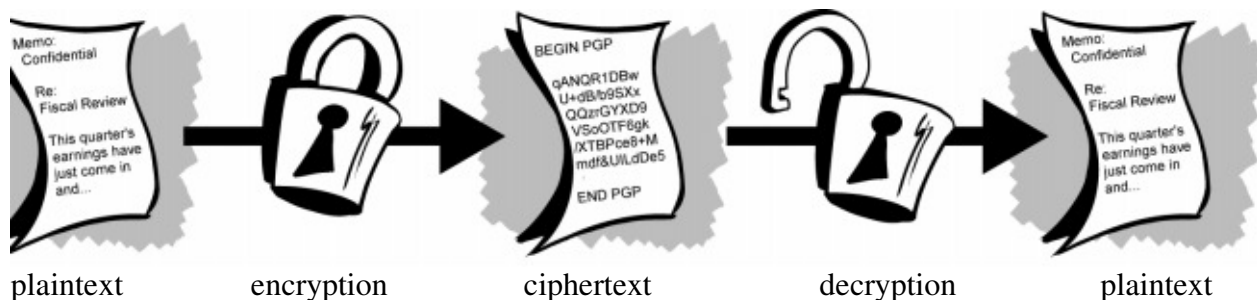 Memo:
Confidential
Re:
Fiscal Review
This quarter's
earnings have
just come in
and...
BEGIN PGP
qANQR1DBw
U+dB/b9SXx
QQzrGYXD9
VSoOTF6gk
/XTBPce8+M
mdf&UILdDe5
.
END PGP
Memo:
Confidential
Re:
Fiscal Review
This quarter's
earnings have
just come in
and...
plaintext encryption ciphertext decryption plaintext